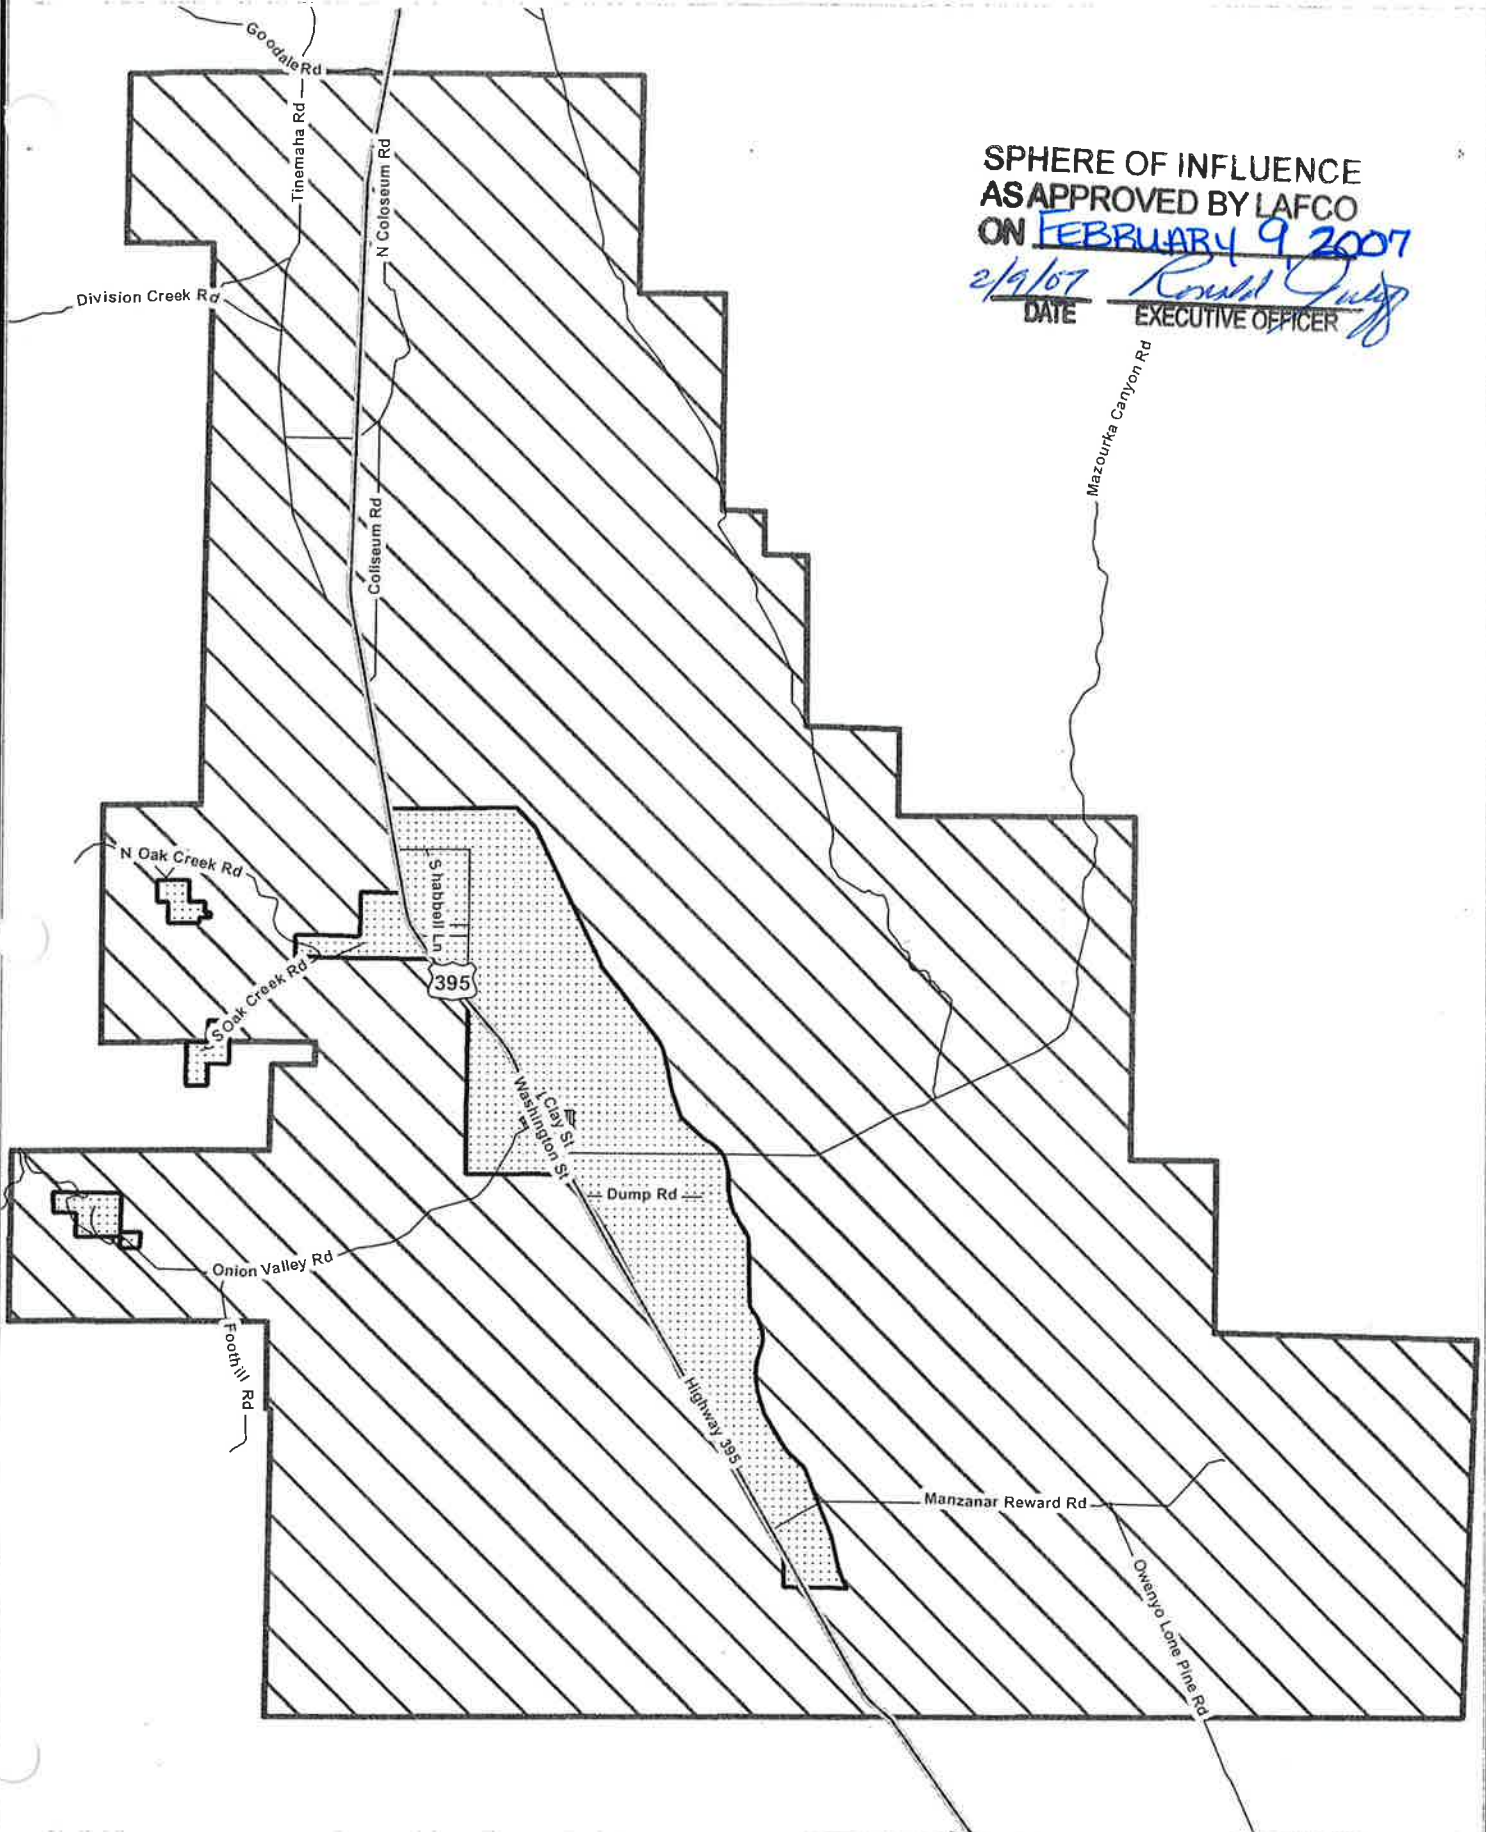 Goodale Rd
Tinemaha Rd
N Coloseum Rd
SPHERE OF INFLUENCE
AS APPROVED BY LAFCO
ON FEBRUARY 9, 2007
2/9/07 Ronald
DATE EXECUTIVE OFFICER
Division Creek Rd
Mazourka Canyon Rd
Coliseum Rd
N Oak Creek Rd
Shabbell Ln
395
S Oak Creek Rd
Clay St
Washington St
Dump Rd
Onion Valley Rd
Foothill Rd
Highway 395
Manzanar Reward Rd
Owenyo Lone Pine Rd